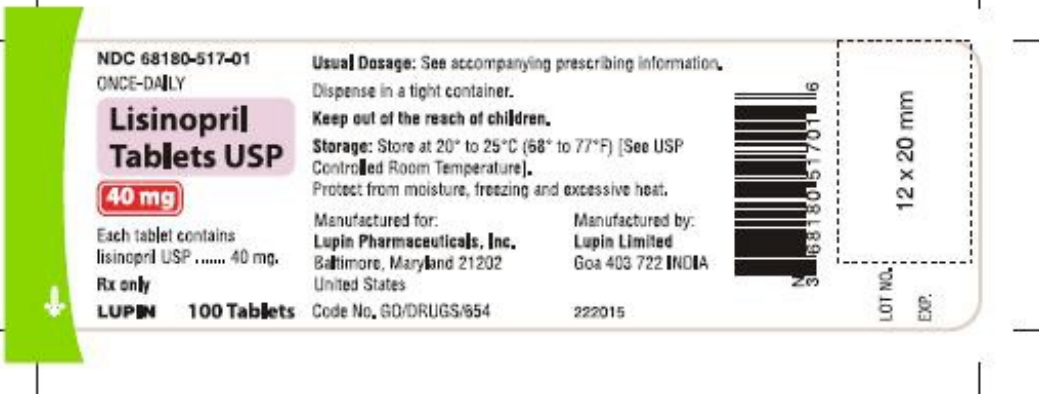 NDC 68180-517-01
ONCE-DAILY
Lisinopril
Tablets USP
40 mg
Each tablet contains
lisinopril USP ....... 40 mg.
Rx only
LUPIN 100 Tablets
Usual Dosage: See accompanying prescribing information.
Dispense in a tight container.
Keep out of the reach of children.
Storage: Store at 20° to 25°C (68° to 77°F) [See USP
Controlled Room Temperature].
Protect from moisture, freezing and excessive heat.
Manufactured for:
Lupin Pharmaceuticals, Inc.
Baltimore, Maryland 21202
United States
Manufactured by:
Lupin Limited
Goa 403 722 INDIA
Code No. GO/DRUGS/654 222015
N
3 68180 51701 6
12 x 20 mm
LOT NO.
EXP.